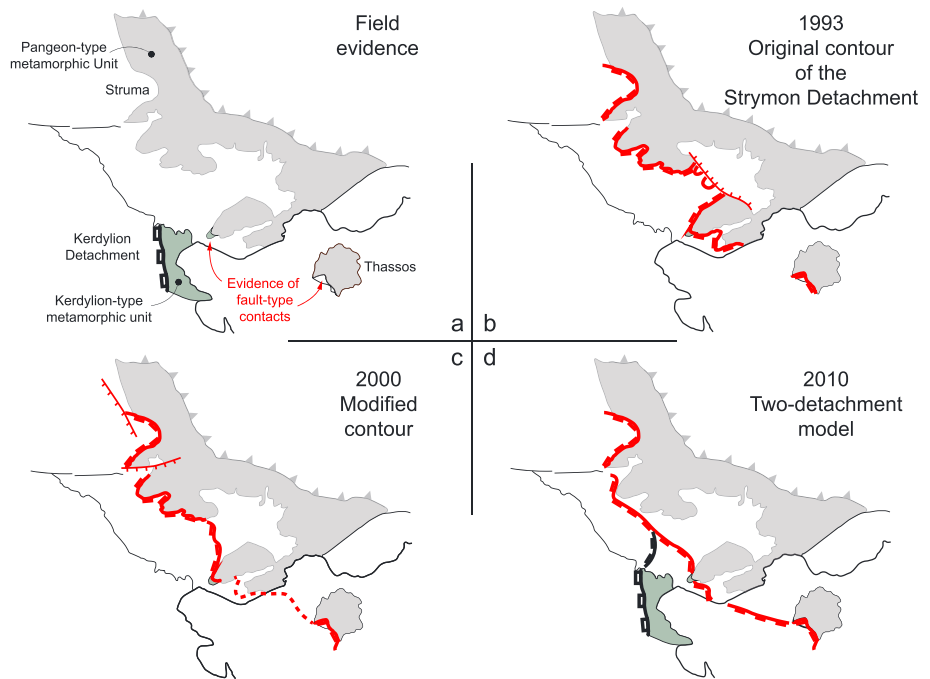 Field
evidence
Pangeon-type
metamorphic Unit
Struma
Kerdylion
Detachment
Thassos
Evidence of
fault-type
contacts
Kerdylion-type
metamorphic unit
a
1993
Original contour
of the
Strymon Detachment
b
c
2000
Modified
contour
d
2010
Two-detachment
model